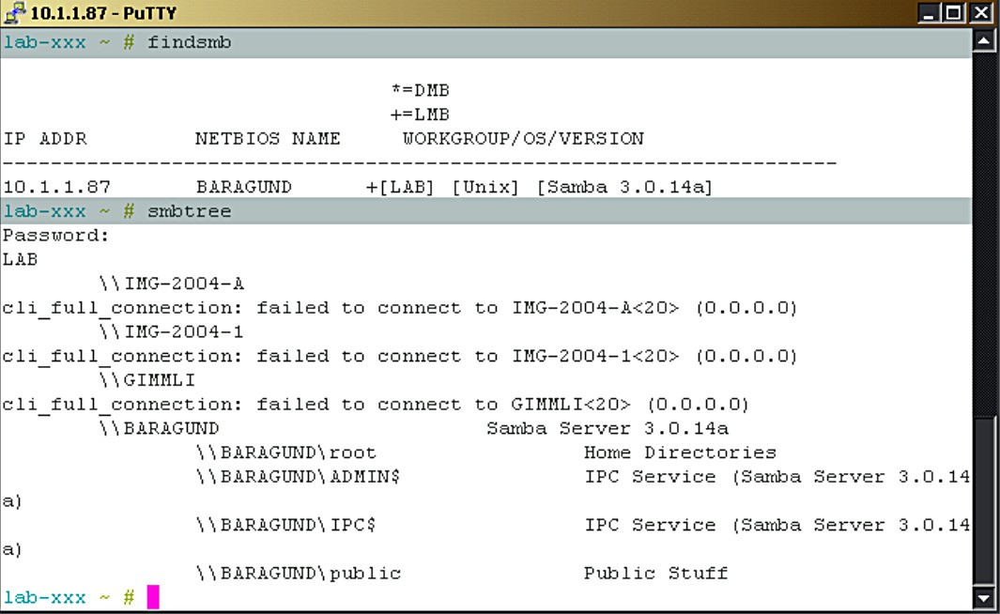 10.1.1.87 - PuTTY
lab-xxx ~ # findsmb
*=DMB
+=LMB
IP ADDR NETBIOS NAME WORKGROUP/OS/VERSION
---------------------------------------------------------------------
10.1.1.87 BARAGUND +[LAB] [Unix] [Samba 3.0.14a]
lab-xxx ~ # smbtree
Password:
LAB
\\IMG-2004-A
cli_full_connection: failed to connect to IMG-2004-A<20> (0.0.0.0)
\\IMG-2004-1
cli_full_connection: failed to connect to IMG-2004-1<20> (0.0.0.0)
\\GIMMLI
cli_full_connection: failed to connect to GIMMLI<20> (0.0.0.0)
\\BARAGUND Samba Server 3.0.14a
\\BARAGUND\root Home Directories
\\BARAGUND\ADMIN$ IPC Service (Samba Server 3.0.14
a)
\\BARAGUND\IPC$ IPC Service (Samba Server 3.0.14
a)
\\BARAGUND\public Public Stuff
lab-xxx ~ #